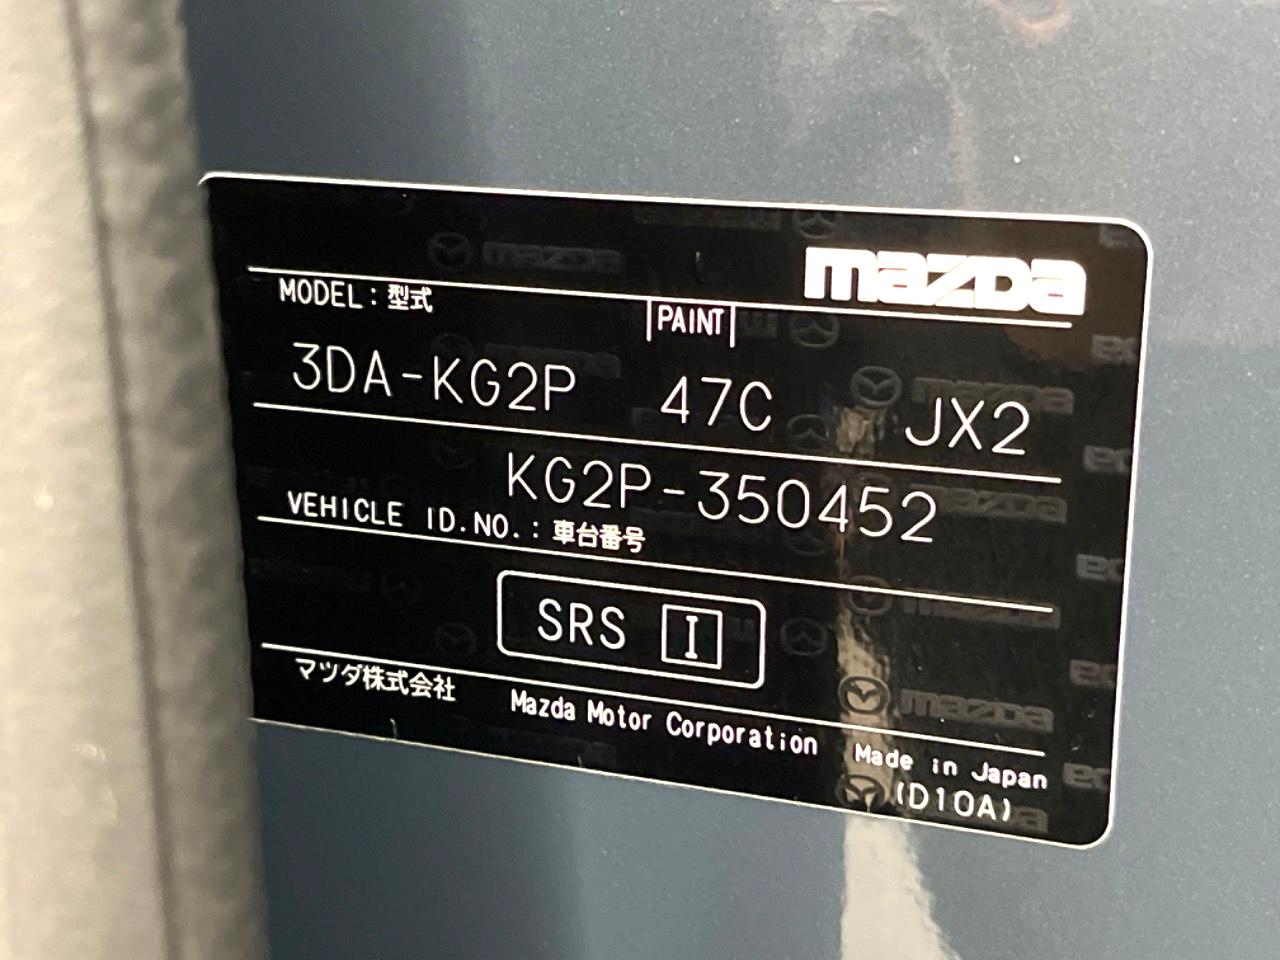 mazda
MODEL：型式
PAINT
3DA-KG2P 47C JX2
KG2P-350452
VEHICLE ID.NO.：車台番号
SRS I
マツダ株式会社 Mazda Motor Corporation Made in Japan
(D10A)